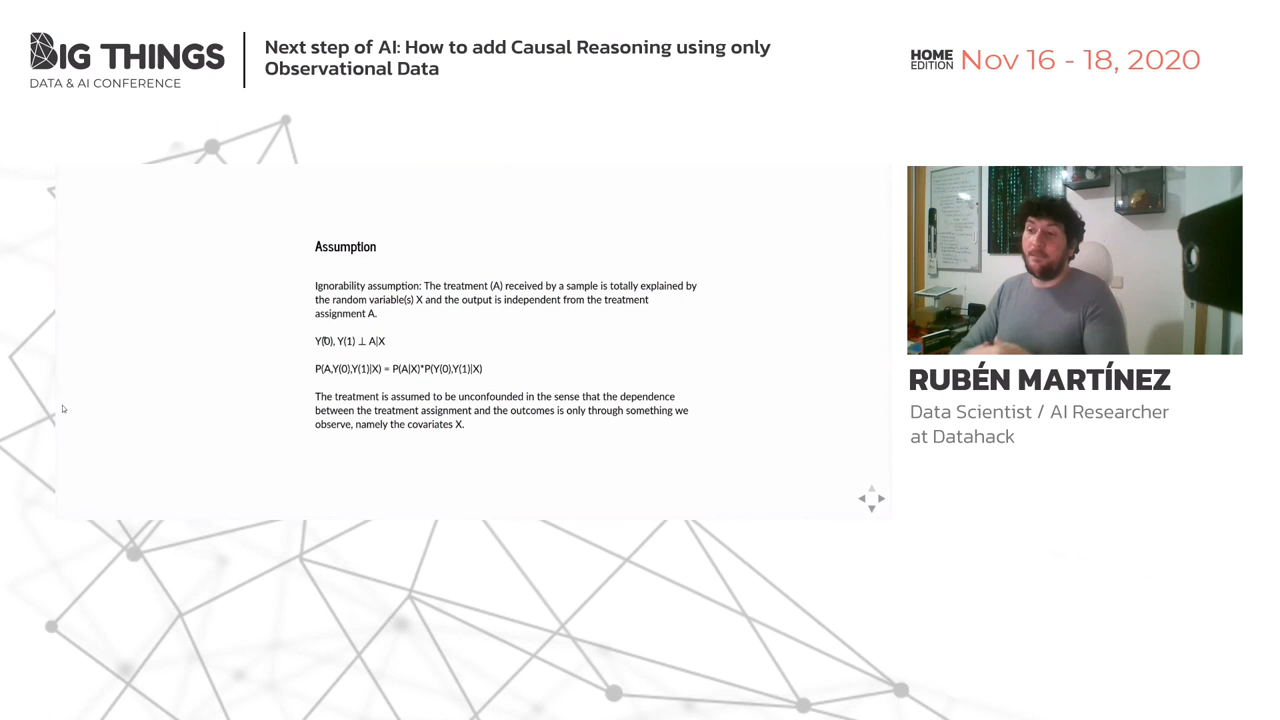 BIG THINGS
DATA & AI CONFERENCE
Next step of AI: How to add Causal Reasoning using only
Observational Data
HOME
EDITION
Nov 16 - 18, 2020
Assumption
Ignorability assumption: The treatment (A) received by a sample is totally explained by
the random variable(s) X and the output is independent from the treatment
assignment A.
Y(0), Y(1) ⊥ A|X
P(A,Y(0),Y(1)|X) = P(A|X)*P(Y(0),Y(1)|X)
The treatment is assumed to be unconfounded in the sense that the dependence
between the treatment assignment and the outcomes is only through something we
observe, namely the covariates X.
RUBÉN MARTÍNEZ
Data Scientist / AI Researcher
at Datahack